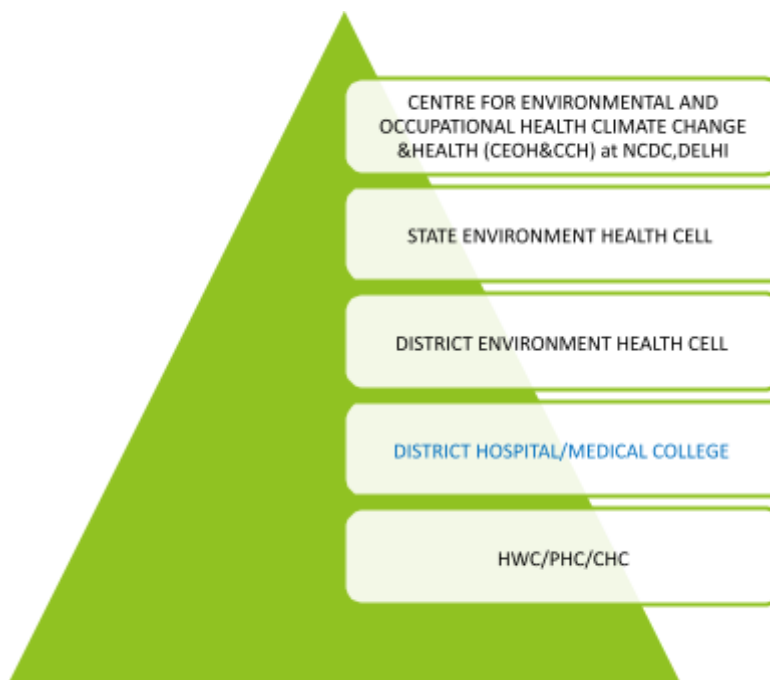 CENTRE FOR ENVIRONMENTAL AND
OCCUPATIONAL HEALTH CLIMATE CHANGE
&HEALTH (CEOH&CCH) at NCDC,DELHI
STATE ENVIRONMENT HEALTH CELL
DISTRICT ENVIRONMENT HEALTH CELL
DISTRICT HOSPITAL/MEDICAL COLLEGE
HWC/PHC/CHC